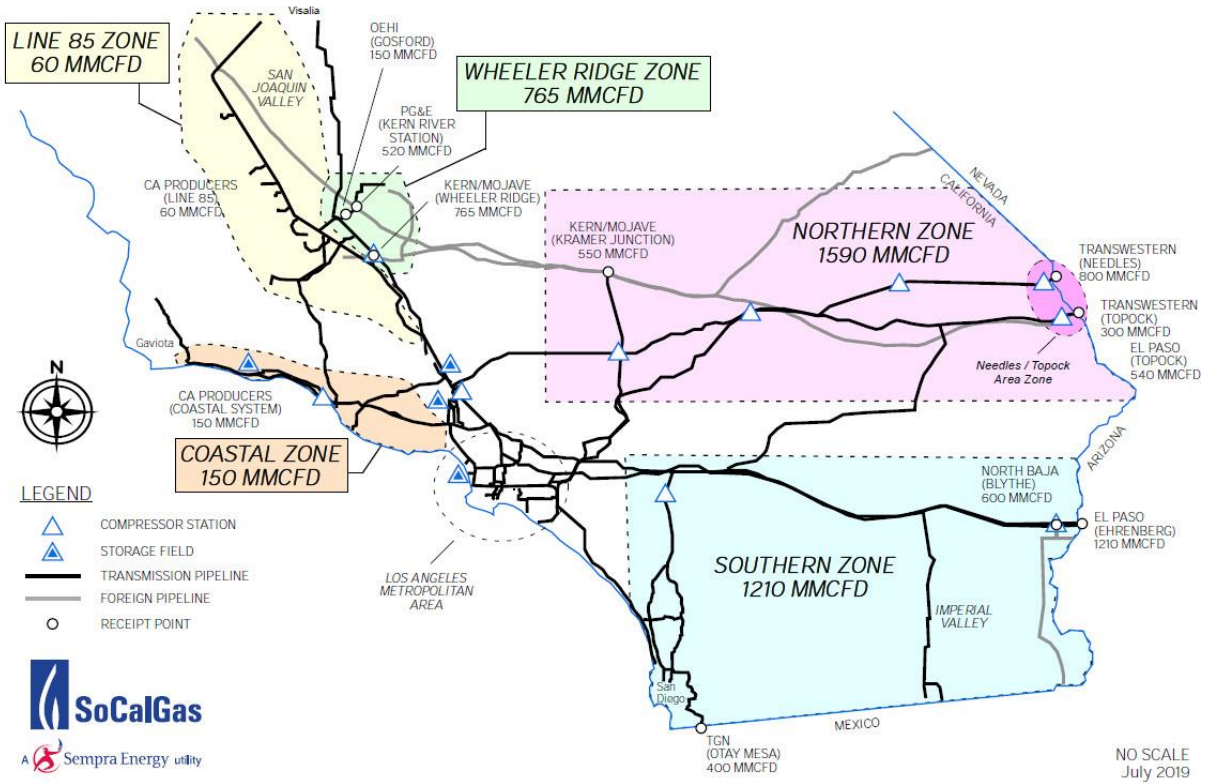 Visalia
LINE 85 ZONE
60 MMCFD
OEHI
(GOSFORD)
150 MMCFD
SAN
JOAQUIN
VALLEY
WHEELER RIDGE ZONE
765 MMCFD
PG&E
(KERN RIVER
STATION)
520 MMCFD
CA PRODUCERS
(LINE 85)
60 MMCFD
KERN/MOJAVE
(WHEELER RIDGE)
765 MMCFD
NEVADA
CALIFORNIA
KERN/MOJAVE
(KRAMER JUNCTION)
550 MMCFD
NORTHERN ZONE
1590 MMCFD
TRANSWESTERN
(NEEDLES)
800 MMCFD
TRANSWESTERN
(TOPOCK)
300 MMCFD
EL PASO
(TOPOCK)
540 MMCFD
Needles / Topock
Area Zone
Gaviota
N
CA PRODUCERS
(COASTAL SYSTEM)
150 MMCFD
COASTAL ZONE
150 MMCFD
ARIZONA
NORTH BAJA
(BLYTHE)
600 MMCFD
EL PASO
(EHRENBERG)
1210 MMCFD
LEGEND
COMPRESSOR STATION
STORAGE FIELD
TRANSMISSION PIPELINE
FOREIGN PIPELINE
RECEIPT POINT
LOS ANGELES
METROPOLITAN
AREA
SOUTHERN ZONE
1210 MMCFD
IMPERIAL
VALLEY
San
Diego
MEXICO
TGN
(OTAY MESA)
400 MMCFD
SoCalGas
A Sempra Energy utility
NO SCALE
July 2019